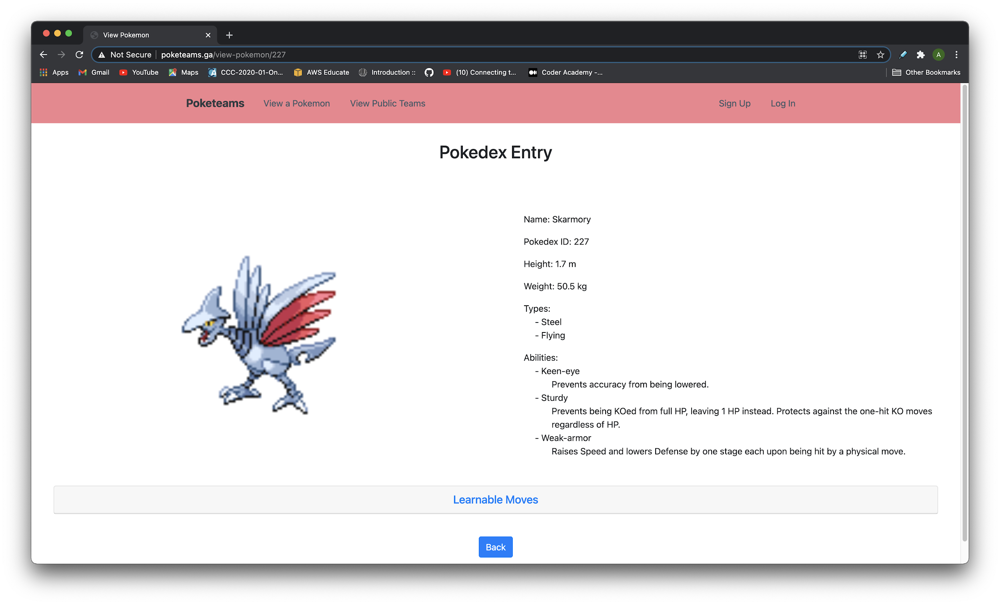 View Pokemon
Not Secure poketeams.ga/view-pokemon/227
A
Apps Gmail YouTube Maps CCC-2020-01-On... AWS Educate Introduction :: (10) Connecting t... Coder Academy -... Other Bookmarks
Poketeams View a Pokemon View Public Teams Sign Up Log In
Pokedex Entry
Name: Skarmory
Pokedex ID: 227
Height: 1.7 m
Weight: 50.5 kg
Types:
- Steel
- Flying
Abilities:
- Keen-eye
Prevents accuracy from being lowered.
- Sturdy
Prevents being KOed from full HP, leaving 1 HP instead. Protects against the one-hit KO moves
regardless of HP.
- Weak-armor
Raises Speed and lowers Defense by one stage each upon being hit by a physical move.
Learnable Moves
Back